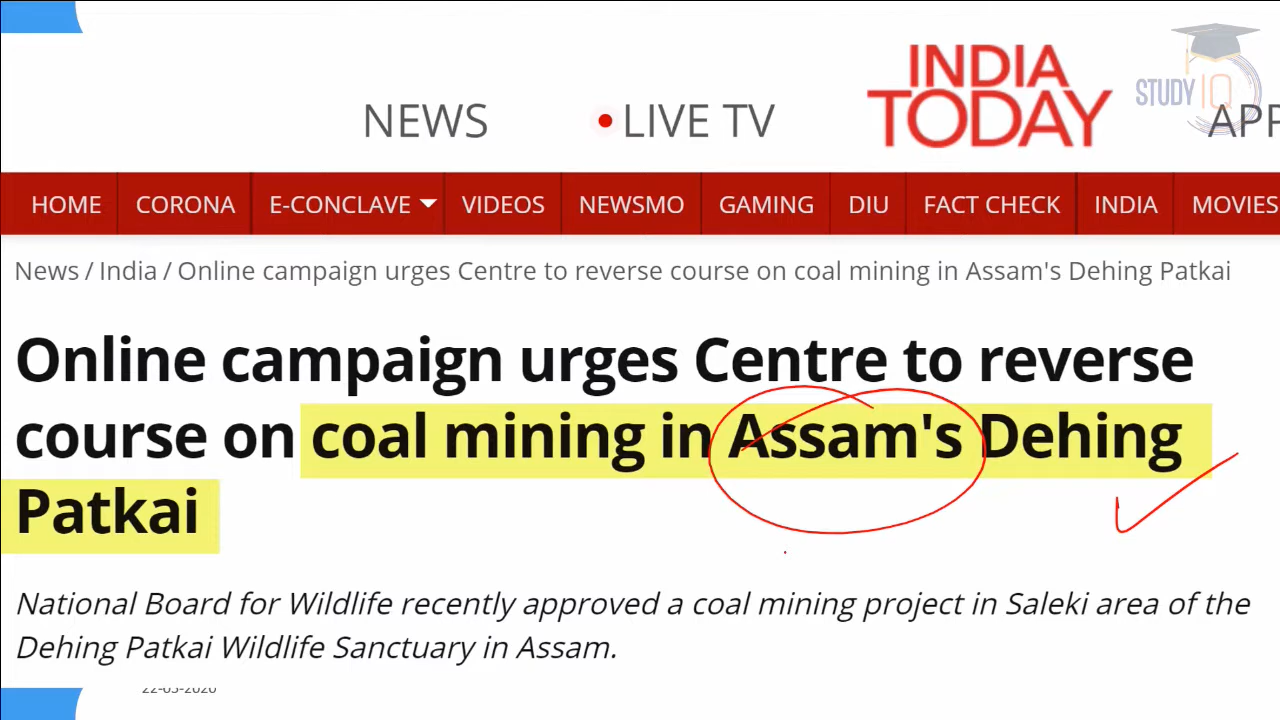 INDIA
TODAY
STUDY IQ
NEWS
LIVE TV
APP
HOME CORONA E-CONCLAVE VIDEOS NEWSMO GAMING DIU FACT CHECK INDIA MOVIES
News / India / Online campaign urges Centre to reverse course on coal mining in Assam's Dehing Patkai
Online campaign urges Centre to reverse
course on coal mining in Assam's Dehing
Patkai
National Board for Wildlife recently approved a coal mining project in Saleki area of the
Dehing Patkai Wildlife Sanctuary in Assam.